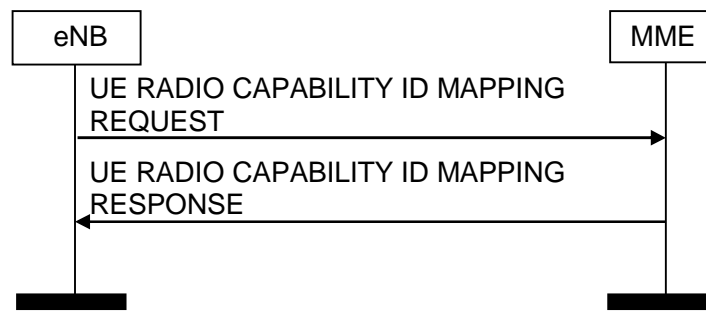 eNB
MME
UE RADIO CAPABILITY ID MAPPING
REQUEST
UE RADIO CAPABILITY ID MAPPING
RESPONSE